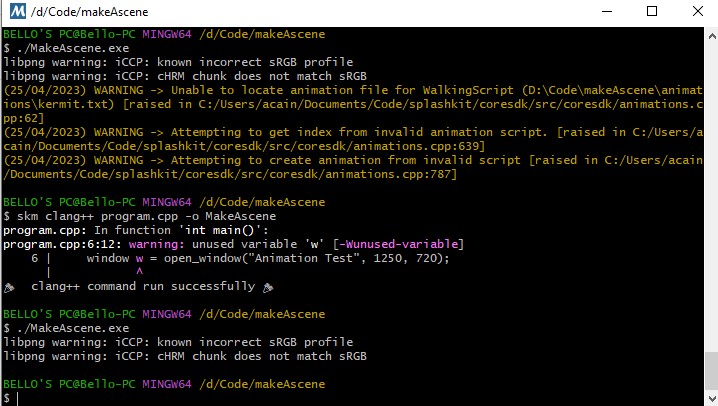 M /d/Code/makeAscene
BELLO'S PC@Bello-PC MINGW64 /d/Code/makeAscene
$ ./MakeAscene.exe
libpng warning: iCCP: known incorrect sRGB profile
libpng warning: iCCP: cHRM chunk does not match sRGB
(25/04/2023) WARNING -> Unable to locate animation file for WalkingScript (D:\Code\makeAscene\animat
ions\kermit.txt) [raised in C:/Users/acain/Documents/Code/splashkit/coresdk/src/coresdk/animations.c
pp:62]
(25/04/2023) WARNING -> Attempting to get index from invalid animation script. [raised in C:/Users/a
cain/Documents/Code/splashkit/coresdk/src/coresdk/animations.cpp:639]
(25/04/2023) WARNING -> Attempting to create animation from invalid script [raised in C:/Users/acain
/Documents/Code/splashkit/coresdk/src/coresdk/animations.cpp:787]
BELLO'S PC@Bello-PC MINGW64 /d/Code/makeAscene
$ skm clang++ program.cpp -o MakeAscene
program.cpp: In function 'int main()':
program.cpp:6:12: warning: unused variable 'w' [-Wunused-variable]
6 | window w = open_window("Animation Test", 1250, 720);
| ^
clang++ command run successfully
BELLO'S PC@Bello-PC MINGW64 /d/Code/makeAscene
$ ./MakeAscene.exe
libpng warning: iCCP: known incorrect sRGB profile
libpng warning: iCCP: cHRM chunk does not match sRGB
BELLO'S PC@Bello-PC MINGW64 /d/Code/makeAscene
$